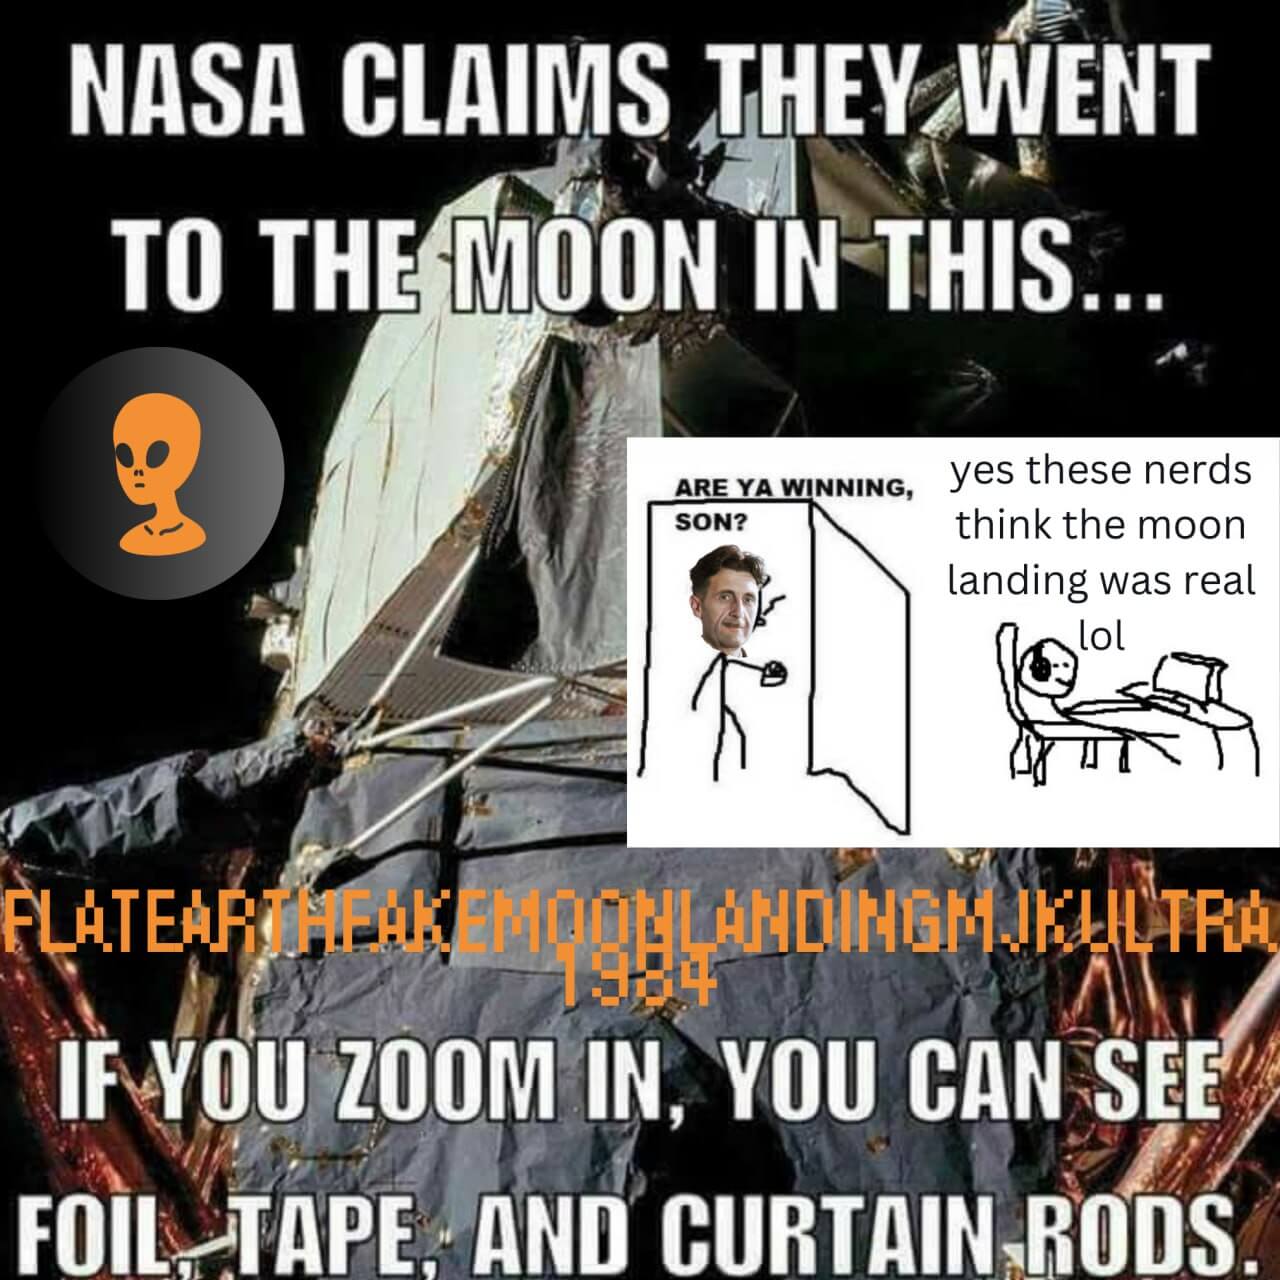 NASA CLAIMS THEY WENT
TO THE MOON IN THIS...
ARE YA WINNING,
SON?
yes these nerds
think the moon
landing was real
lol
FLATEARTHFAKEMOONLANDINGMJKULTRA
1984
IF YOU ZOOM IN, YOU CAN SEE
FOIL, TAPE, AND CURTAIN RODS.